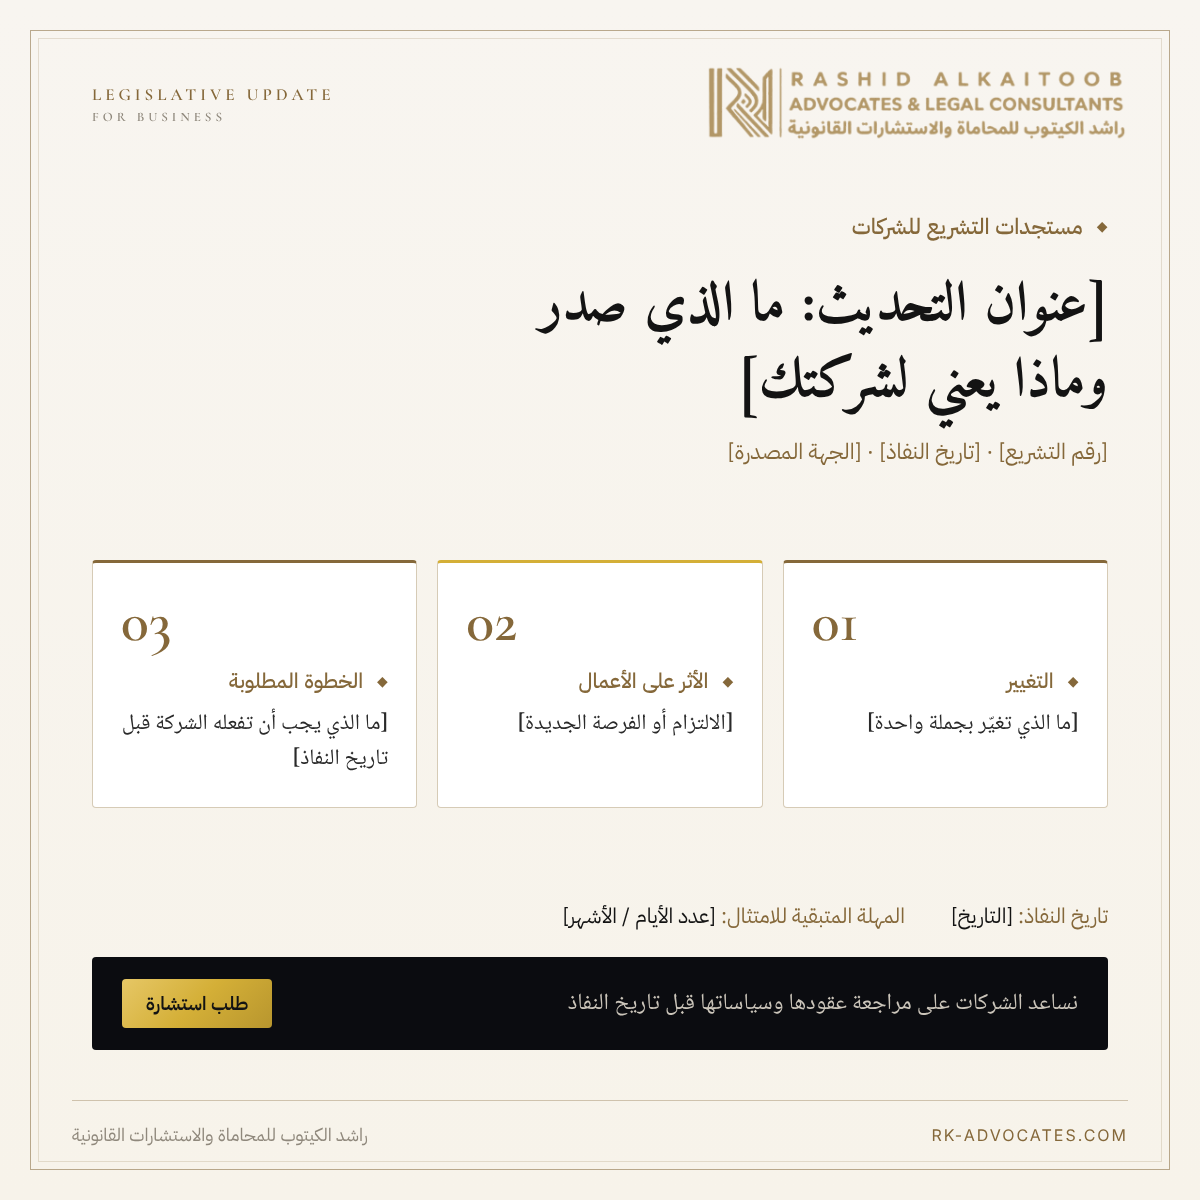 RASHID ALKAITOOB
ADVOCATES & LEGAL CONSULTANTS
راشد الكيتوب للمحاماة والاستشارات القانونية
LEGISLATIVE UPDATE
FOR BUSINESS
مستجدات التشريع للشركات
[عنوان التحديث: ما الذي صدر
وماذا يعني لشركتك]
[رقم التشريع] · [تاريخ النفاذ] · [الجهة المصدرة]
01
التغيير
[ما الذي تغيّر بجملة واحدة]
02
الأثر على الأعمال
[الالتزام أو الفرصة الجديدة]
03
الخطوة المطلوبة
[ما الذي يجب أن تفعله الشركة قبل
تاريخ النفاذ]
تاريخ النفاذ: [التاريخ] المهلة المتبقية للامتثال: [عدد الأيام / الأشهر]
نساعد الشركات على مراجعة عقودها وسياساتها قبل تاريخ النفاذ
طلب استشارة
RK-ADVOCATES.COM
راشد الكيتوب للمحاماة والاستشارات القانونية